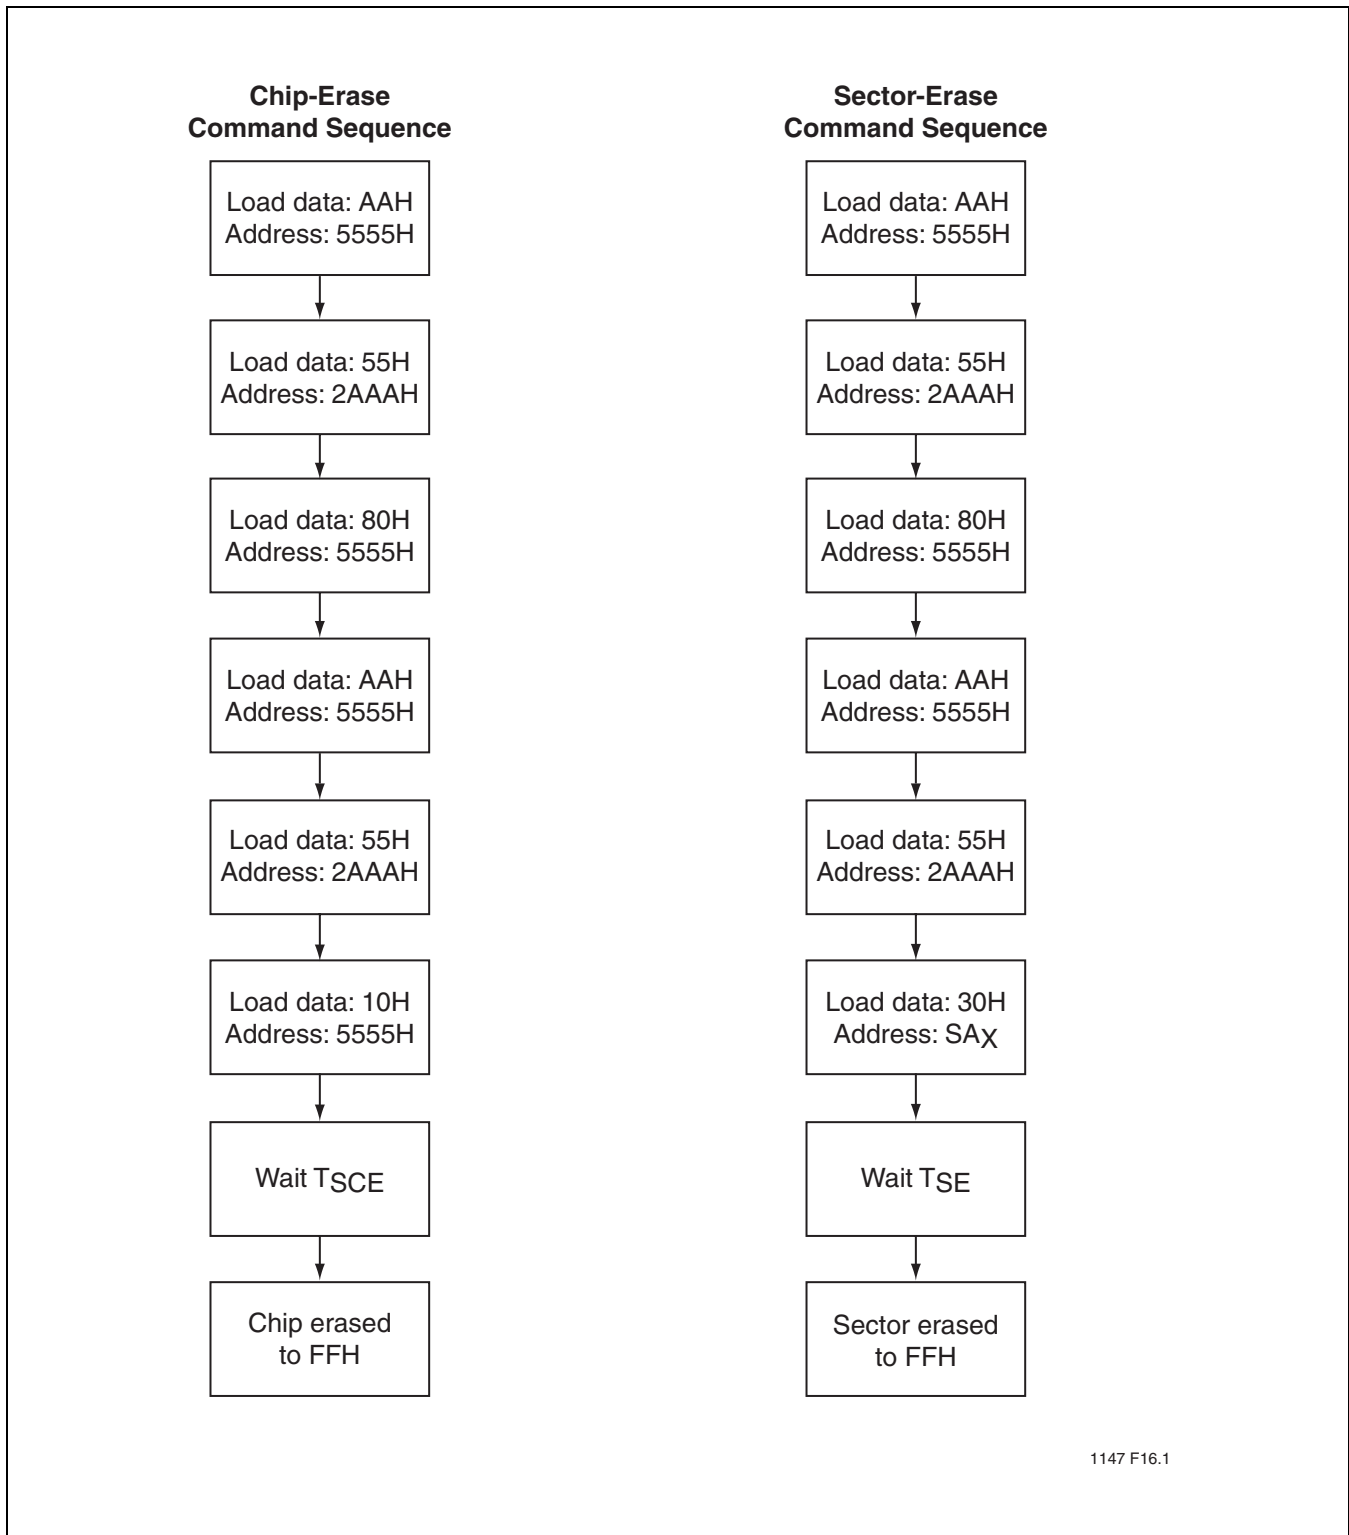 Chip-Erase
Command Sequence
Load data: AAH
Address: 5555H
Load data: 55H
Address: 2AAAH
Load data: 80H
Address: 5555H
Load data: AAH
Address: 5555H
Load data: 55H
Address: 2AAAH
Load data: 10H
Address: 5555H
Wait TSCE
Chip erased
to FFH
Sector-Erase
Command Sequence
Load data: AAH
Address: 5555H
Load data: 55H
Address: 2AAAH
Load data: 80H
Address: 5555H
Load data: AAH
Address: 5555H
Load data: 55H
Address: 2AAAH
Load data: 30H
Address: SAX
Wait TSE
Sector erased
to FFH
1147 F16.1